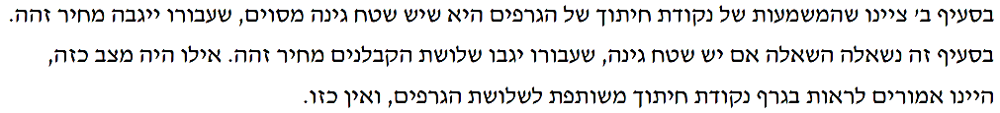 בסעיף ב' ציינו שהמשמעות של נקודת חיתוך של הגרפים היא שיש שטח גינה מסוים, שעבורו ייגבה מחיר זהה.
בסעיף זה נשאלה השאלה אם יש שטח גינה, שעבורו יגבו שלושת הקבלנים מחיר זהה. אילו היה מצב כזה,
היינו אמורים לראות בגרף נקודת חיתוך משותפת לשלושת הגרפים, ואין כזו.